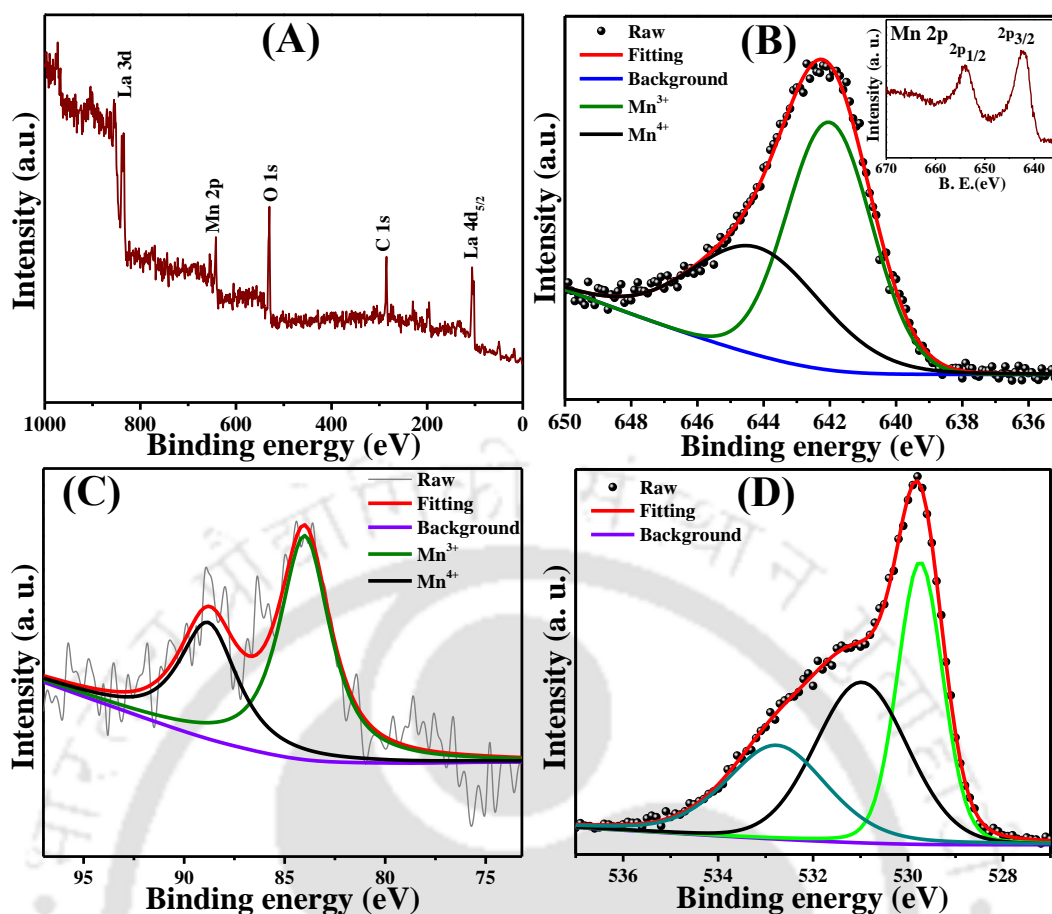 (A)
La 3d
Mn 2p
O 1s
C 1s
La 4d5/2
Intensity (a.u.)
1000 800 600 400 200 0
Binding energy (eV)
(B)
Raw
Fitting
Background
Mn3+
Mn4+
Mn 2p
2p1/2
2p3/2
Intensity (a. u.)
670 660 650 640
B. E.(eV)
Intensity (a.u.)
650 648 646 644 642 640 638 636
Binding energy (eV)
(C)
Raw
Fitting
Background
Mn3+
Mn4+
Intensity (a. u.)
95 90 85 80 75
Binding energy (eV)
(D)
Raw
Fitting
Background
Intensity (a. u.)
536 534 532 530 528
Binding energy (eV)